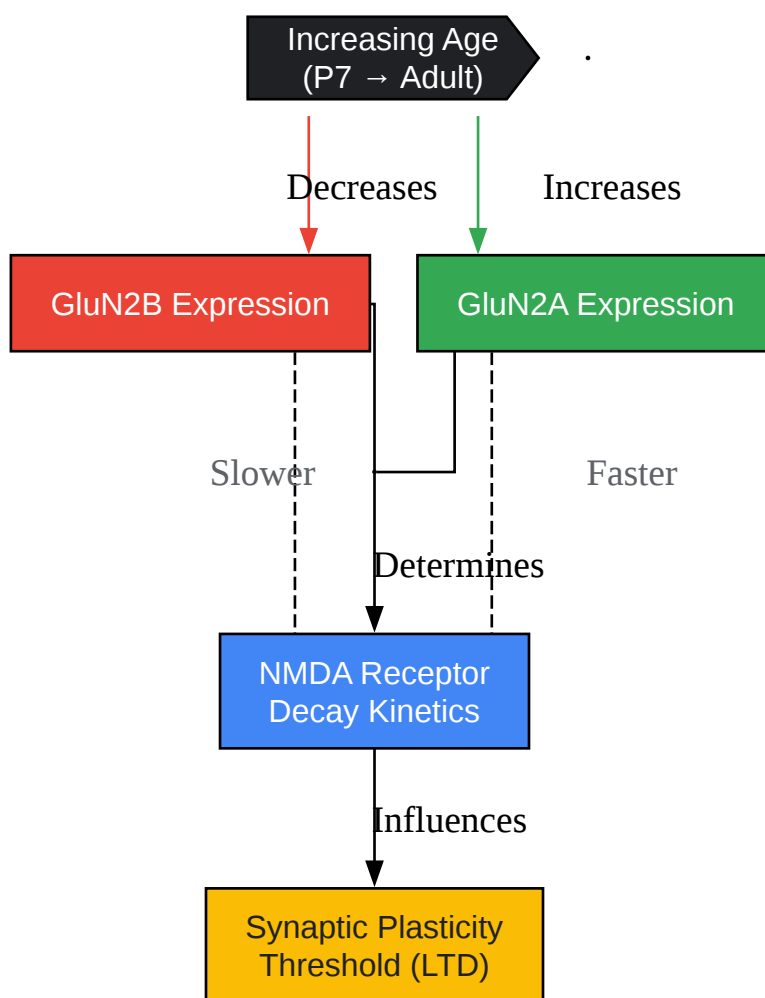 Increasing Age
(P7 → Adult)
.
Decreases
Increases
GluN2B Expression
GluN2A Expression
Slower
Faster
Determines
NMDA Receptor
Decay Kinetics
Influences
Synaptic Plasticity
Threshold (LTD)